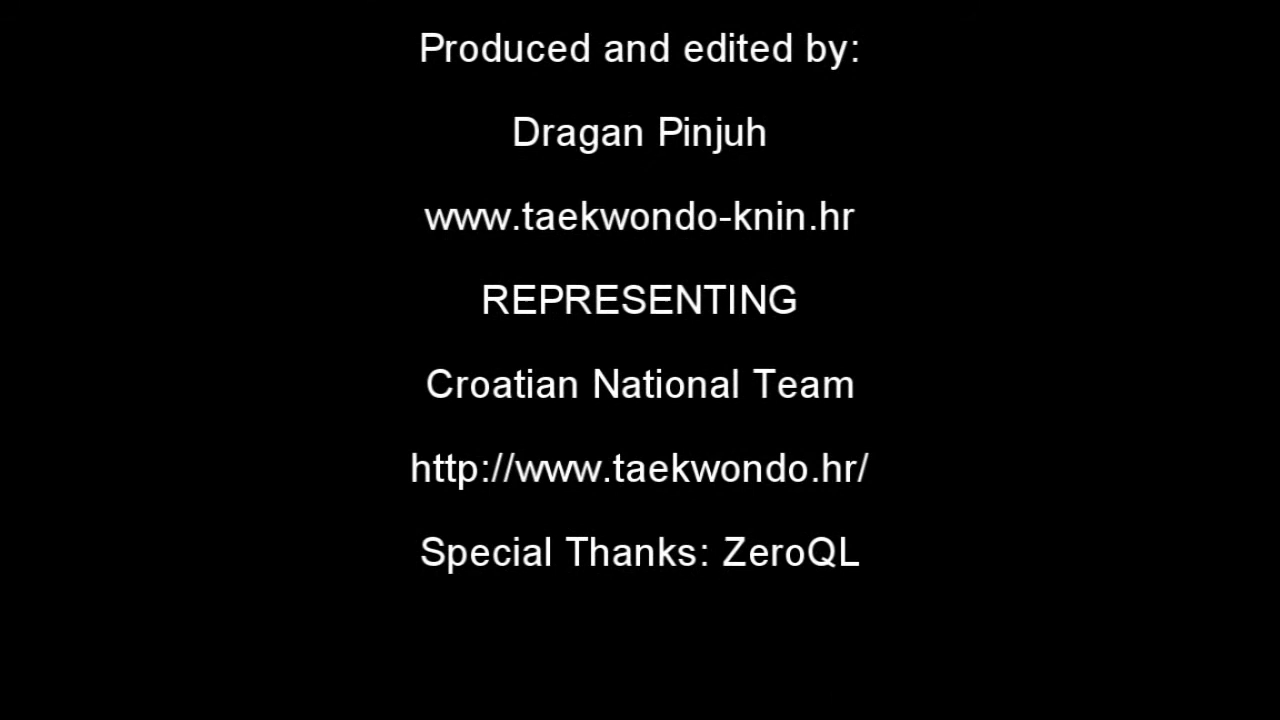 Produced and edited by:
Dragan Pinjuh
www.taekwondo-knin.hr
REPRESENTING
Croatian National Team
http://www.taekwondo.hr/
Special Thanks: ZeroQL